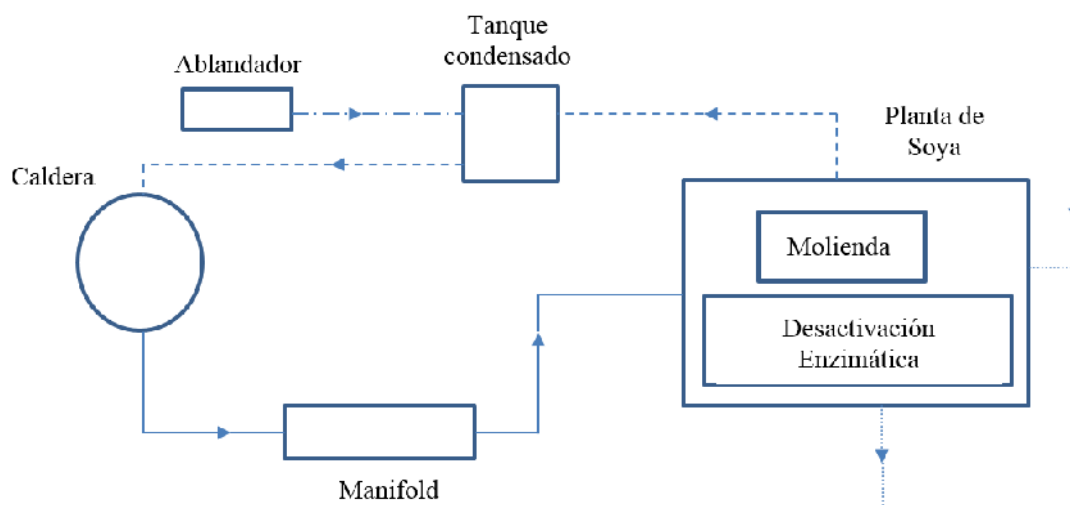 Tanque
condensado
Ablandador
Planta de
Soya
Caldera
Molienda
Desactivación
Enzimática
Manifold